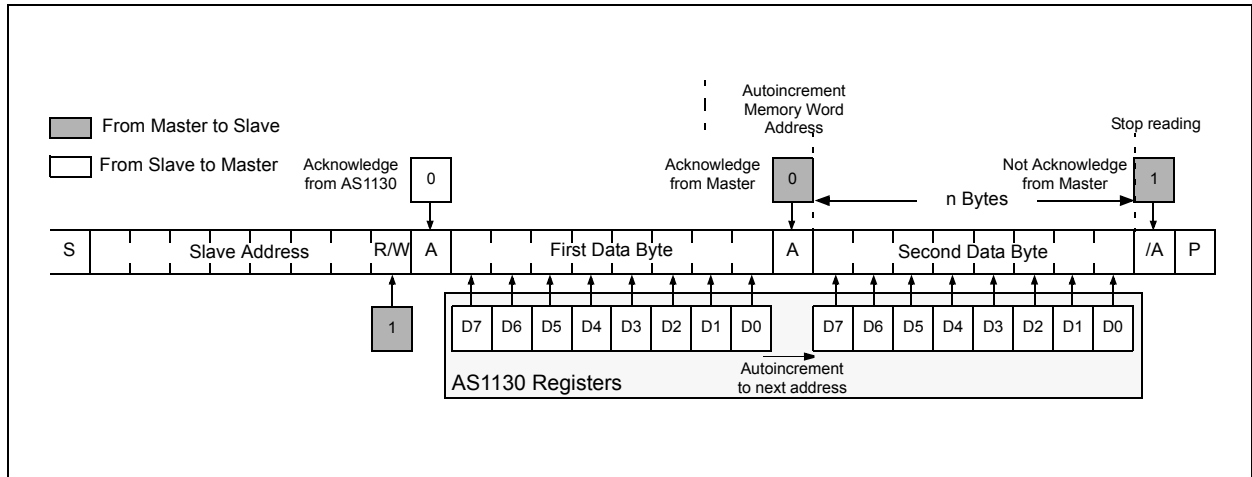 Autoincrement
Memory Word
Address
Stop reading
From Master to Slave
From Slave to Master
Acknowledge
from AS1130
0
Acknowledge
from Master
0
n Bytes
Not Acknowledge
from Master
1
S Slave Address R/W A First Data Byte A Second Data Byte /A P
1
D7 D6 D5 D4 D3 D2 D1 D0 D7 D6 D5 D4 D3 D2 D1 D0
AS1130 Registers
Autoincrement
to next address